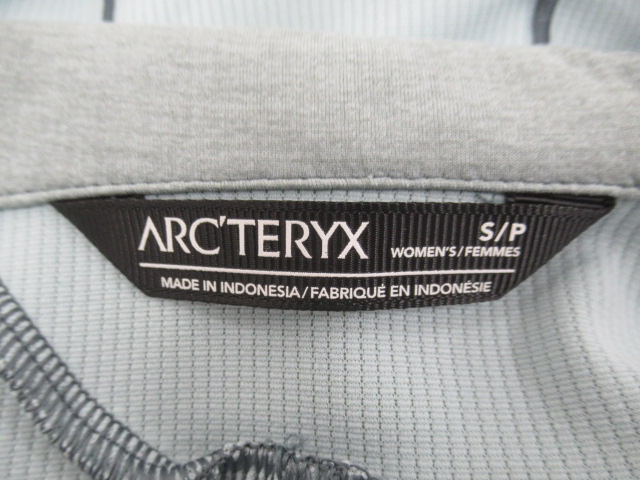 ARC'TERYX S/P
WOMEN'S/FEMMES
MADE IN INDONESIA/FABRIQUÉ EN INDONÉSIE